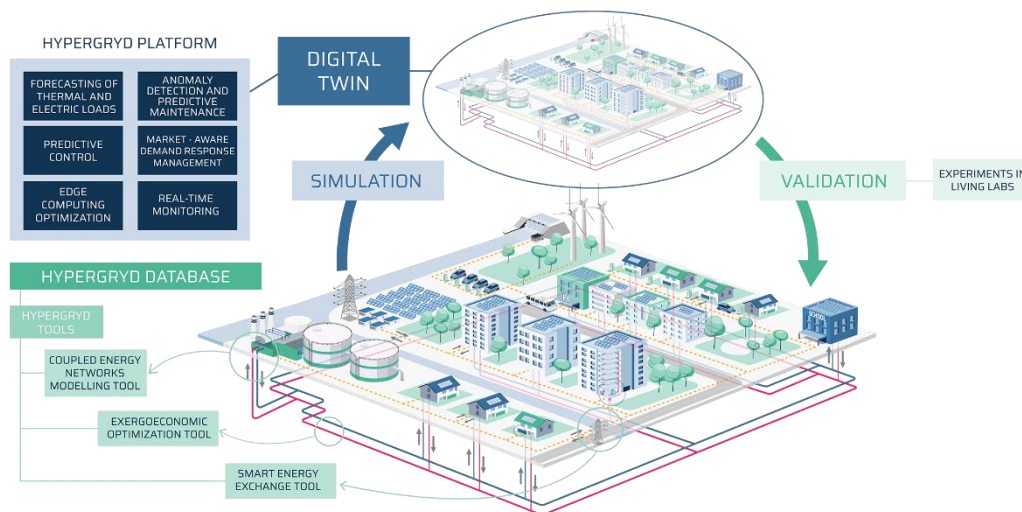 HYPERGRYD PLATFORM
FORECASTING OF
THERMAL AND
ELECTRIC LOADS
ANOMALY
DETECTION AND
PREDICTIVE
MAINTENANCE
PREDICTIVE
CONTROL
MARKET - AWARE
DEMAND RESPONSE
MANAGEMENT
EDGE
COMPUTING
OPTIMIZATION
REAL-TIME
MONITORING
DIGITAL
TWIN
SIMULATION
VALIDATION
EXPERIMENTS IN
LIVING LABS
HYPERGRYD DATABASE
HYPERGRYD
TOOLS
COUPLED ENERGY
NETWORKS
MODELLING TOOL
EXERGOECONOMIC
OPTIMIZATION TOOL
SMART ENERGY
EXCHANGE TOOL